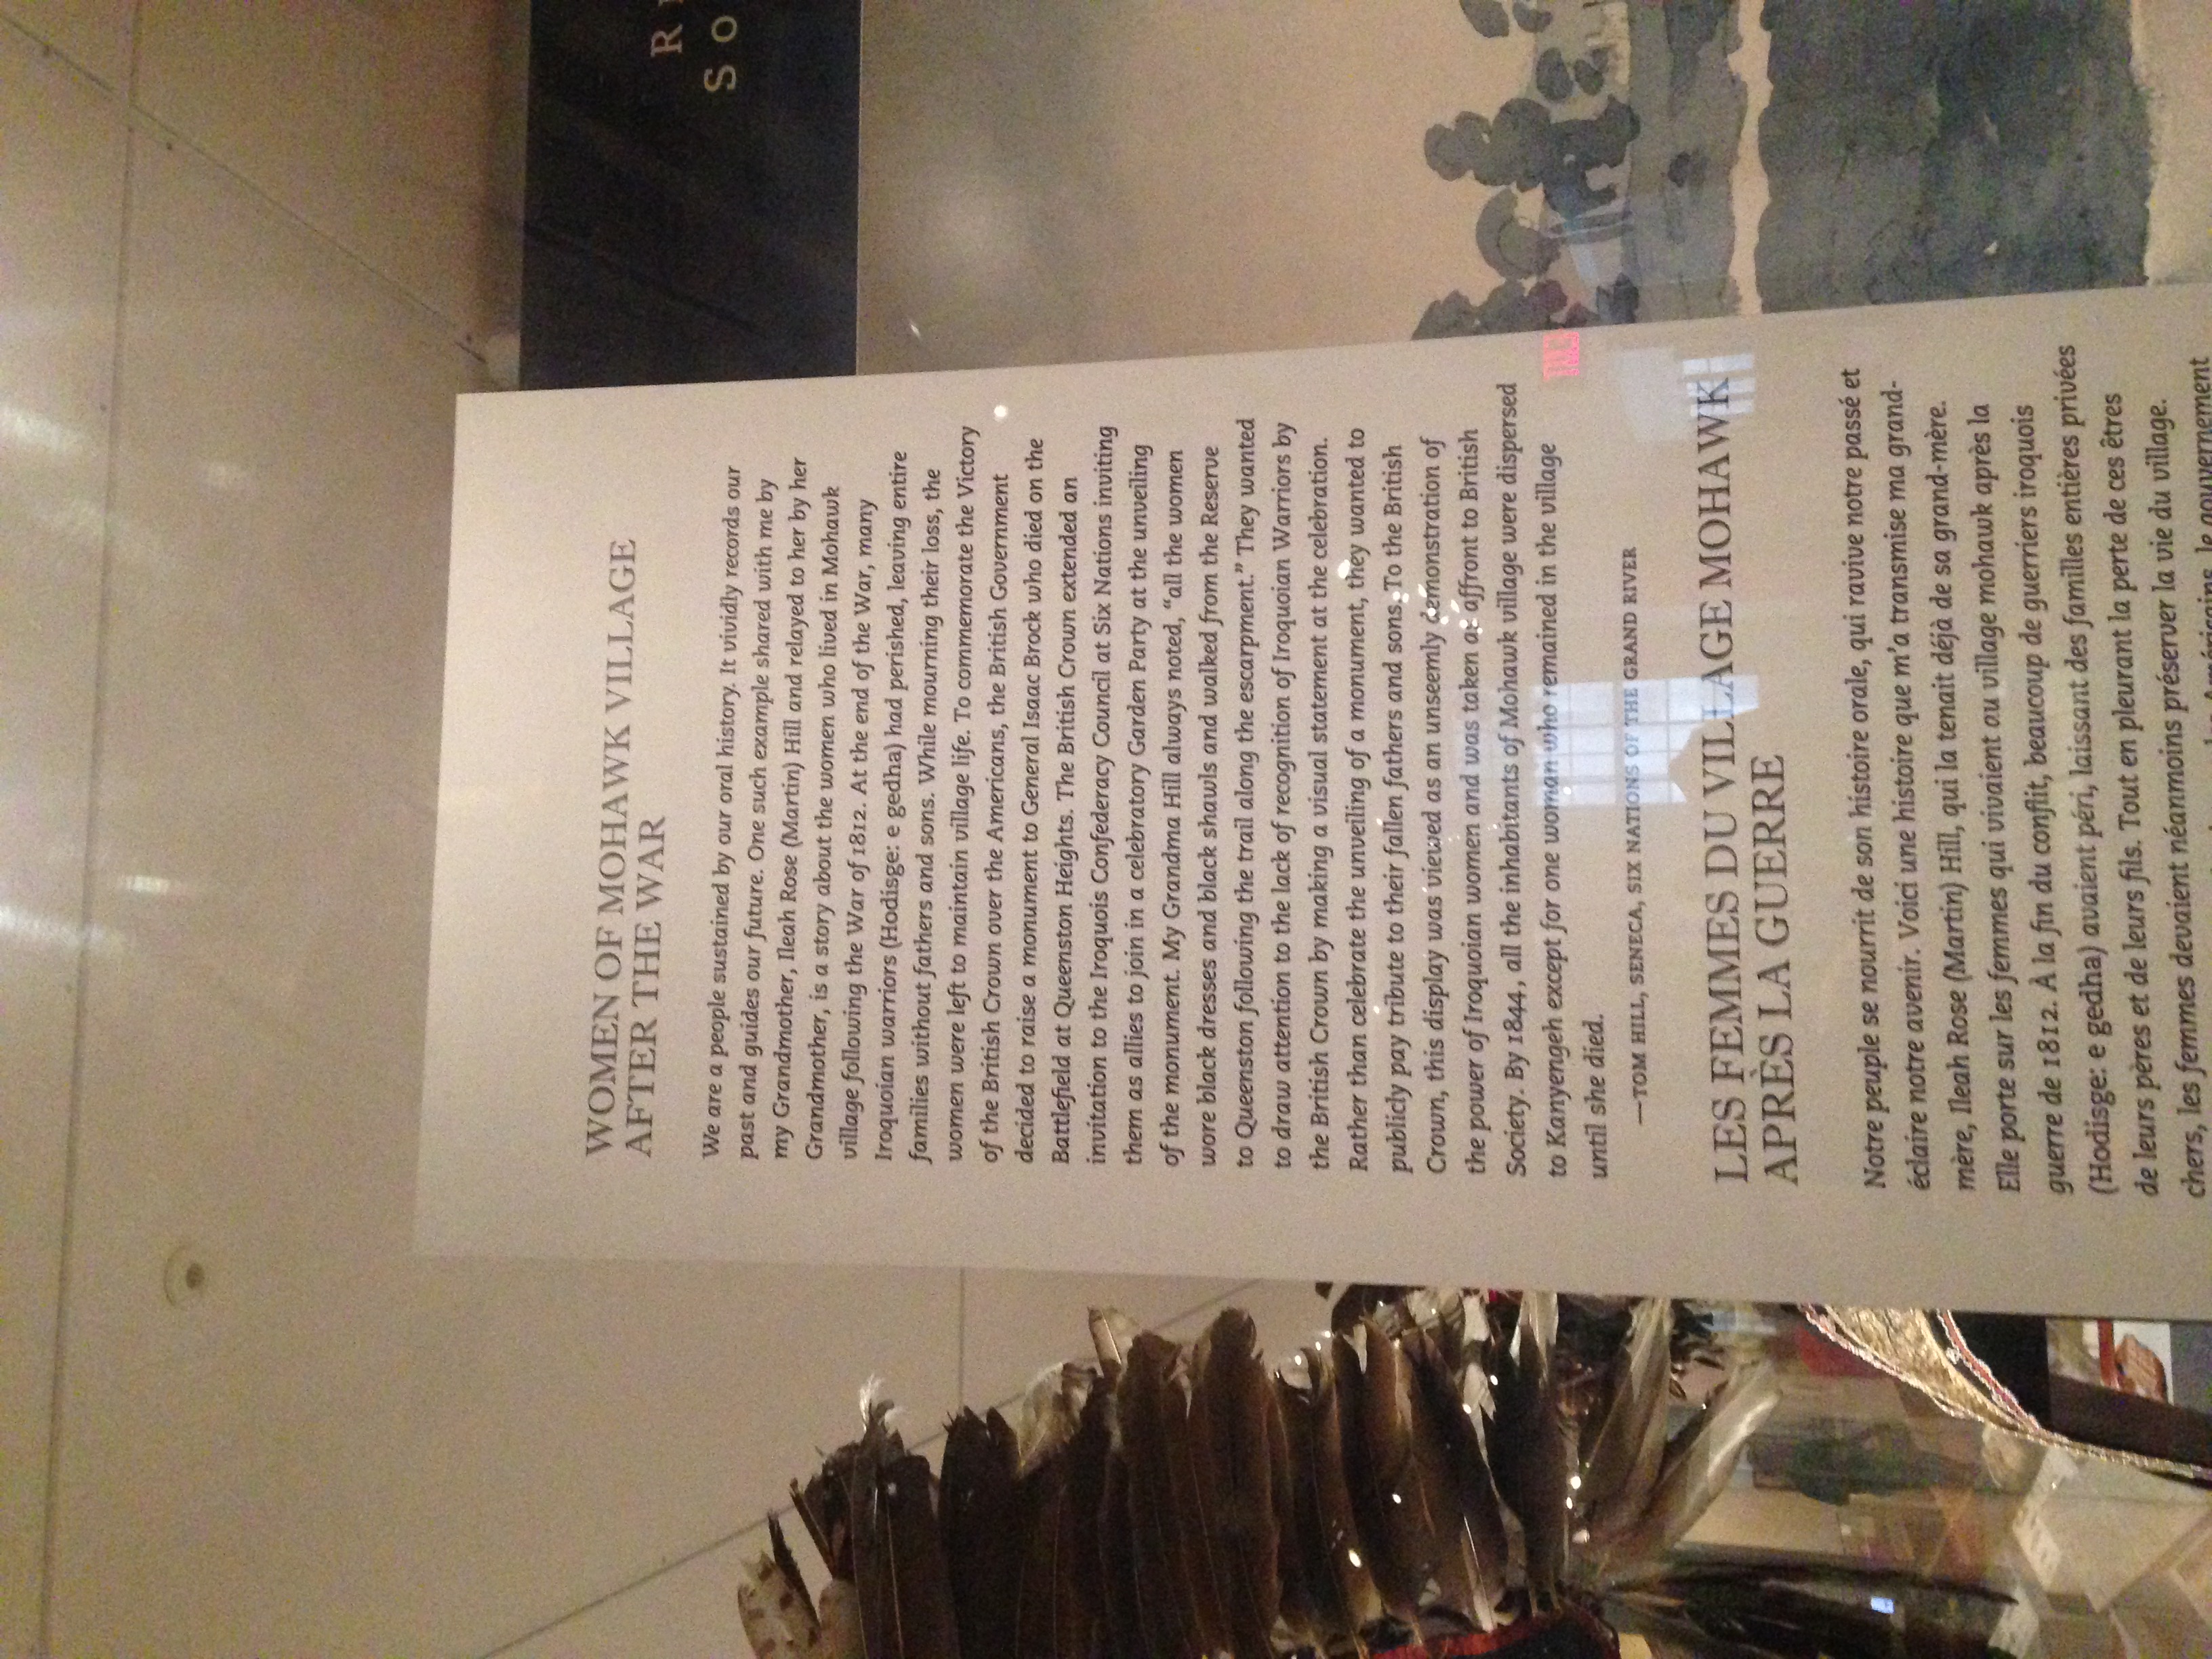 WOMEN OF MOHAWK VILLAGE
AFTER THE WAR
We are a people sustained by our oral history. It vividly records our
past and guides our future. One such example shared with me by
my Grandmother, Ileah Rose (Martin) Hill and relayed to her by her
Grandmother, is a story about the women who lived in Mohawk
village following the War of 1812. At the end of the War, many
Iroquoian warriors (Hodisge: e gedha) had perished, leaving entire
families without fathers and sons. While mourning their loss, the
women were left to maintain village life. To commemorate the Victory
of the British Crown over the Americans, the British Government
decided to raise a monument to General Isaac Brock who died on the
Battlefield at Queenston Heights. The British Crown extended an
invitation to the Iroquois Confederacy Council at Six Nations inviting
them as allies to join in a celebratory Garden Party at the unveiling
of the monument. My Grandma Hill always noted, “all the women
wore black dresses and black shawls and walked from the Reserve
to Queenston following the trail along the escarpment.” They wanted
to draw attention to the lack of recognition of Iroquoian Warriors by
the British Crown by making a visual statement at the celebration.
Rather than celebrate the unveiling of a monument, they wanted to
publicly pay tribute to their fallen fathers and sons. To the British
Crown, this display was viewed as an unseemly demonstration of
the power of Iroquoian women and was taken as affront to British
Society. By 1844, all the inhabitants of Mohawk village were dispersed
to Kanyengeh except for one woman who remained in the village
until she died.
—TOM HILL, SENECA, SIX NATIONS OF THE GRAND RIVER
LES FEMMES DU VILLAGE MOHAWK
APRÈS LA GUERRE
Notre peuple se nourrit de son histoire orale, qui ravive notre passé et
éclaire notre avenir. Voici une histoire que m’a transmise ma grand-
mère, Ileah Rose (Martin) Hill, qui la tenait déjà de sa grand-mère.
Elle porte sur les femmes qui vivaient au village mohawk après la
guerre de 1812. À la fin du conflit, beaucoup de guerriers iroquois
(Hodisge: e gedha) avaient péri, laissant des familles entières privées
de leurs pères et de leurs fils. Tout en pleurant la perte de ces êtres
chers, les femmes devaient néanmoins préserver la vie du village.
les Américains, le gouvernement
R
So